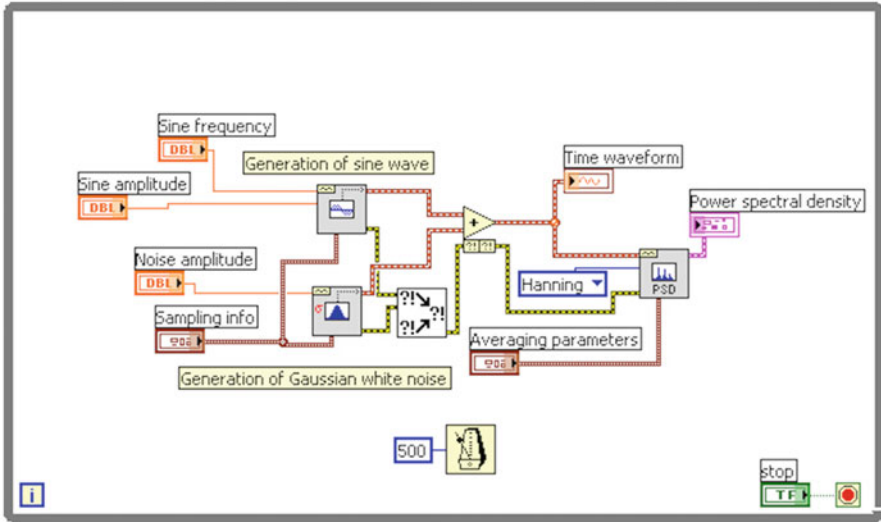 Sine frequency
DBL
Generation of sine wave
Time waveform
Sine amplitude
DBL
Power spectral density
Noise amplitude
DBL
Hanning
PSD
σ
?!
?!
?!
?! ?!
Sampling info
Averaging parameters
Generation of Gaussian white noise
500
stop
i
TF